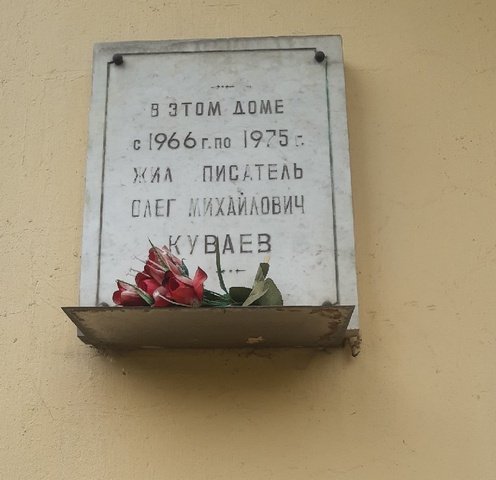 В ЭТОМ ДОМЕ
с 1966 г. по 1975 г.
ЖИЛ ПИСАТЕЛЬ
ОЛЕГ МИХАЙЛОВИЧ
КУВАЕВ